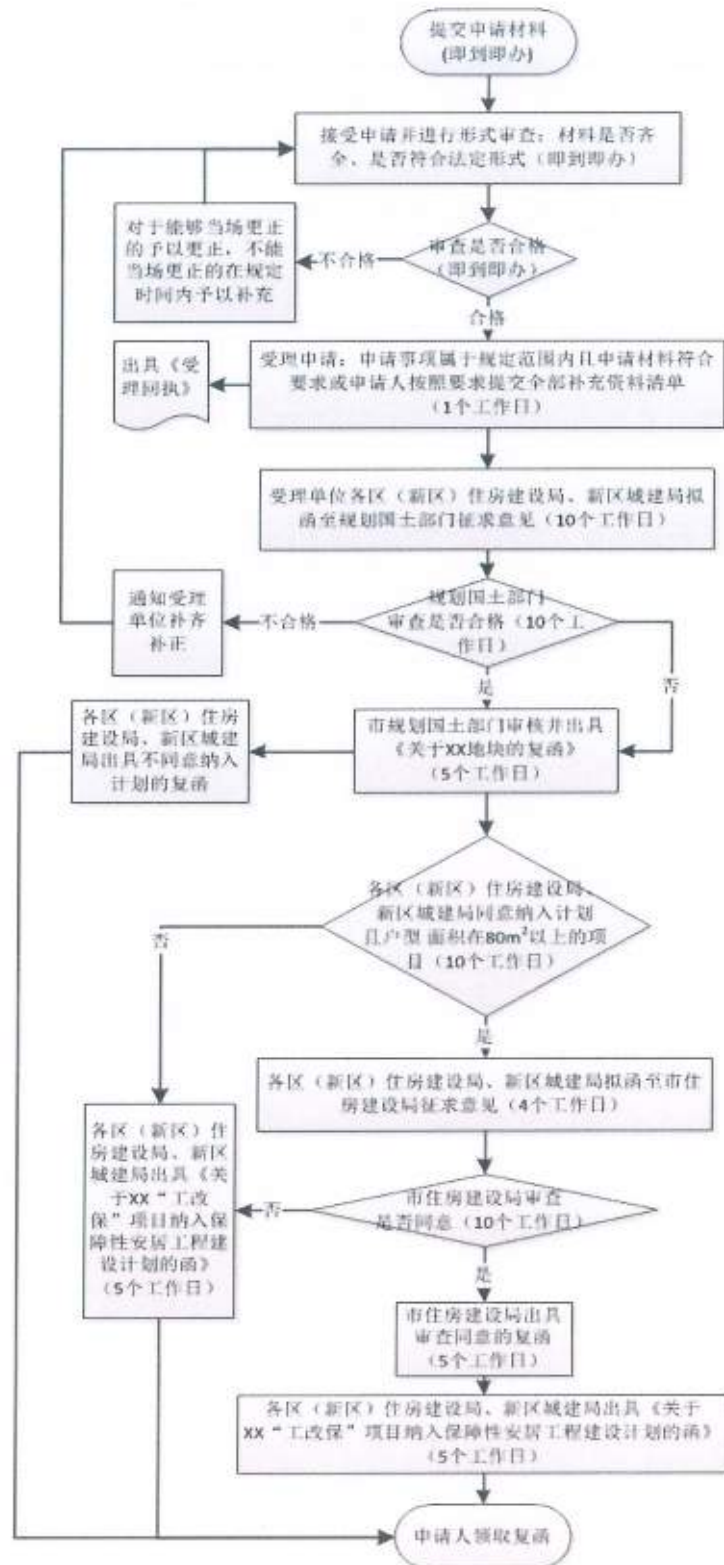 提交申请材料
(即到即办)
接受申请并进行形式审查：材料是否齐
全、是否符合法定形式（即到即办）
对于能够当场更正
的予以更正，不能
当场更正的在规定
时间内予以补充
不合格
审查是否合格
（即到即办）
合格
出具《受
理回执》
受理申请：申请事项属于规定范围内且申请材料符合
要求或申请人按照要求提交全部补充资料清单
（1个工作日）
受理单位各区（新区）住房建设局、新区城建局拟
函至规划国土部门征求意见（10个工作日）
通知受理
单位补齐
补正
不合格
规划国土部门
审查是否合格（10个工
作日）
是
否
各区（新区）住房
建设局、新区城建
局出具不同意纳入
计划的复函
市规划国土部门审核并出具
《关于XX地块的复函》
（5个工作日）
各区（新区）住房建设局、
新区城建局同意纳入计划
且户型 面积在80m²以上的项
目（10个工作日）
否
是
各区（新区）住房建设局、新区城建局拟函至市住
房建设局征求意见（4个工作日）
各区（新区）住
房建设局、新区
城建局出具《关
于XX“工改
保”项目纳入保
障性安居工程建
设计划的函》
（5个工作日）
否
市住房建设局审查
是否同意（10个工作日）
是
市住房建设局出具
审查同意的复函
（5个工作日）
各区（新区）住房建设局、新区城建局出具《关于
XX“工改保”项目纳入保障性安居工程建设计划的函》
（5个工作日）
申请人领取复函